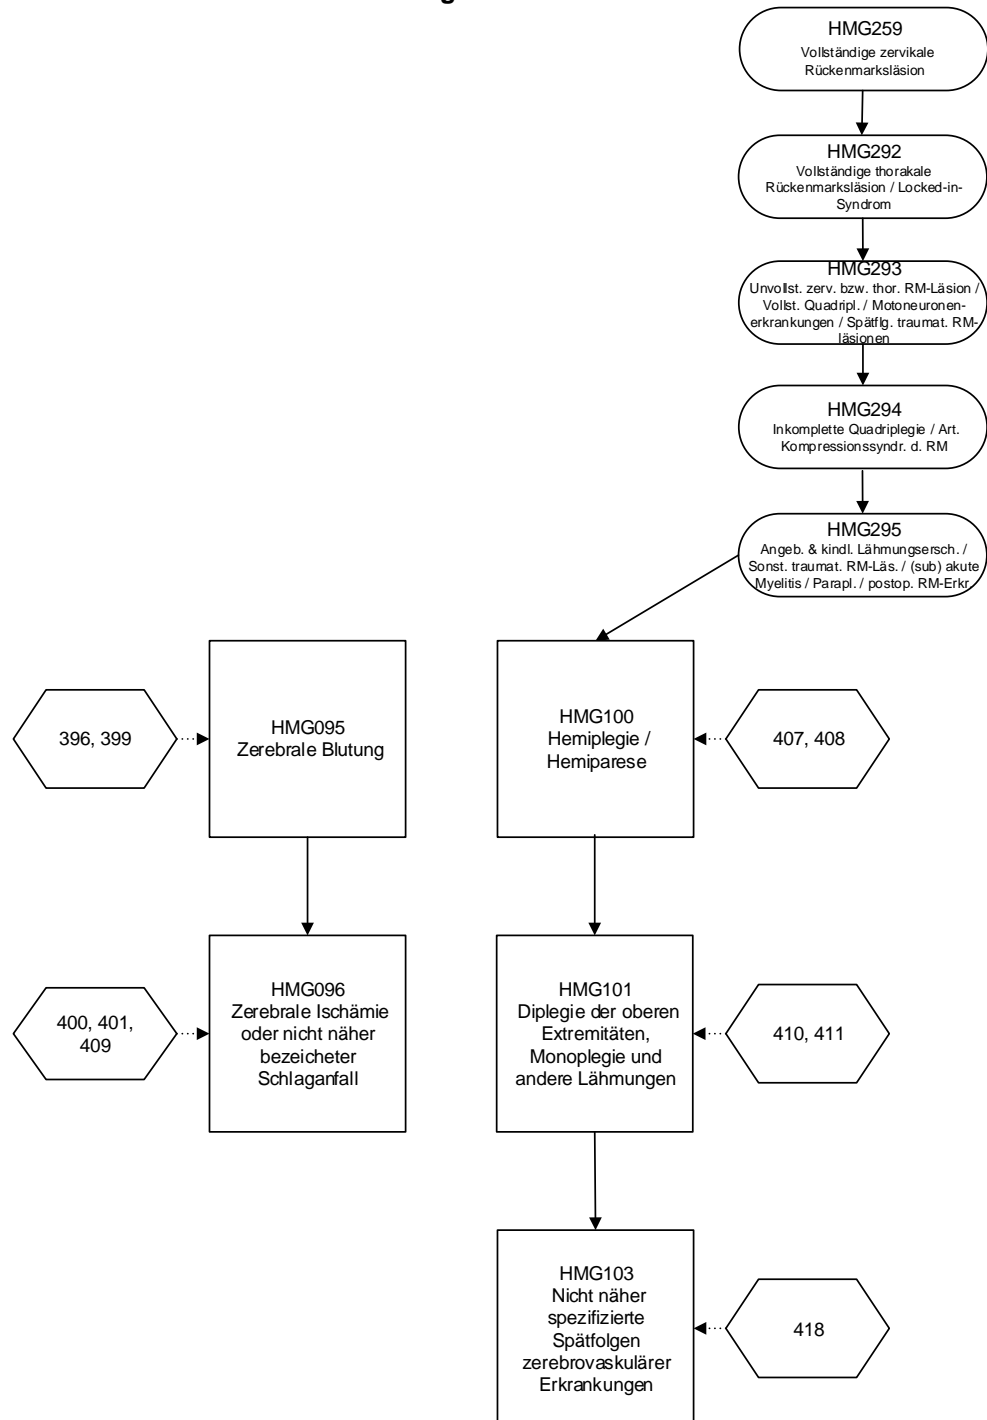 HMG259
Vollständige zervikale
Rückenmarksläsion
HMG292
Vollständige thorakale
Rückenmarksläsion / Locked-in-
Syndrom
HMG293
Unvollst. zerv. bzw. thor. RM-Läsion /
Vollst. Quadripl. / Motoneuronen-
erkrankungen / Spätflg. traumat. RM-
läsionen
HMG294
Inkomplette Quadriplegie / Art.
Kompressionssyndr. d. RM
HMG295
Angeb. & kindl. Lähmungsersch. /
Sonst. traumat. RM-Läs. / (sub) akute
Myelitis / Parapl. / postop. RM-Erkr
396, 399
HMG095
Zerebrale Blutung
HMG100
Hemiplegie /
Hemiparese
407, 408
400, 401,
409
HMG096
Zerebrale Ischämie
oder nicht näher
bezeicheter
Schlaganfall
HMG101
Diplegie der oberen
Extremitäten,
Monoplegie und
andere Lähmungen
410, 411
HMG103
Nicht näher
spezifizierte
Spätfolgen
zerebrovaskulärer
Erkrankungen
418